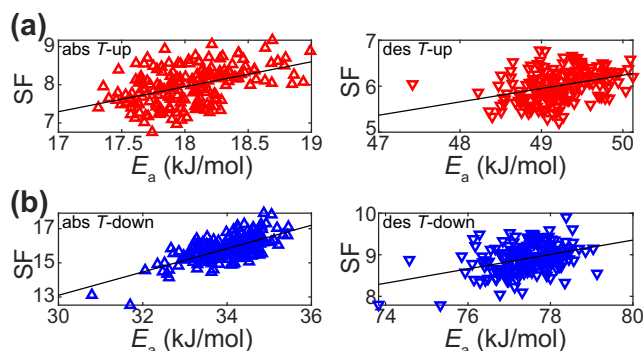 (a)
abs T-up
SF
9
8
7
17 17.5 18 18.5 19
Ea (kJ/mol)
des T-up
SF
7
6
5
47 48 49 50
Ea (kJ/mol)
(b)
abs T-down
SF
17
15
13
30 32 34 36
Ea (kJ/mol)
des T-down
SF
10
9
8
74 76 78 80
Ea (kJ/mol)